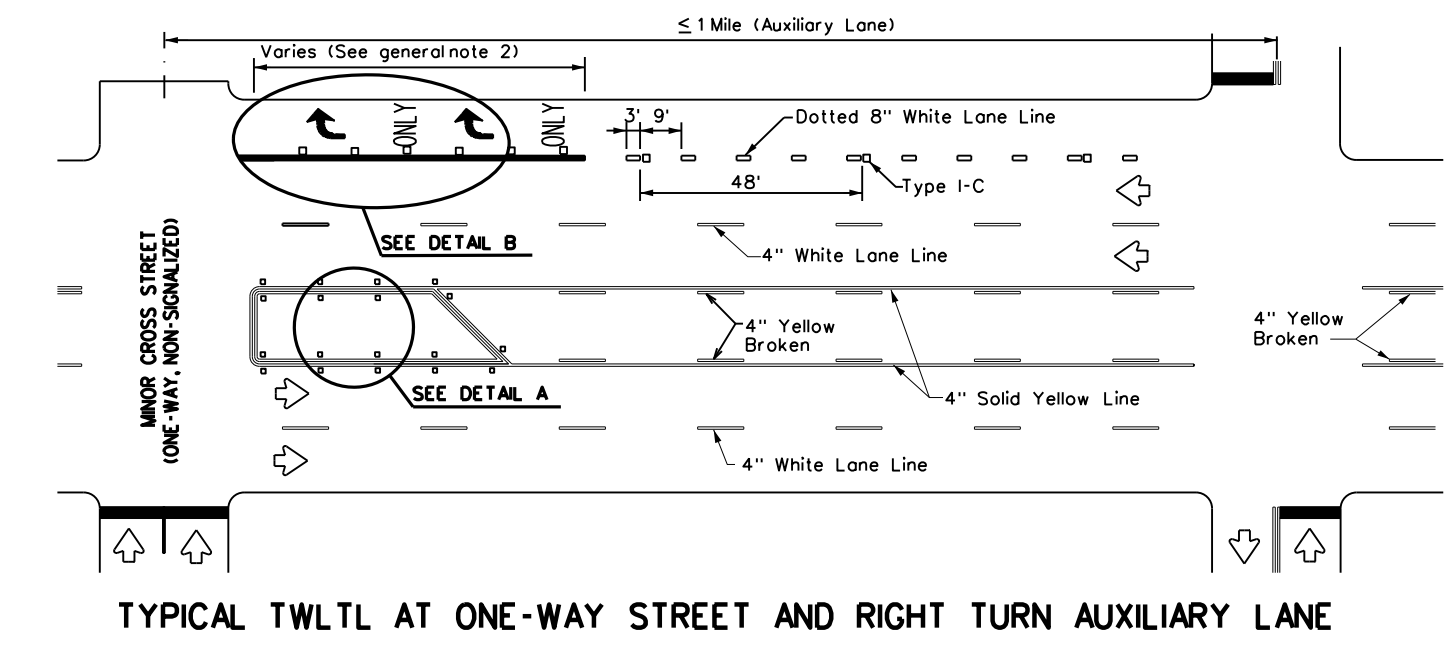 ≤ 1 Mile (Auxiliary Lane)
Varies (See general note 2)
ONLY
ONLY
3' 9'
Dotted 8" White Lane Line
48'
Type I-C
SEE DETAIL B
4" White Lane Line
MINOR CROSS STREET
(ONE-WAY, NON-SIGNALIZED)
4" Yellow
Broken
4" Yellow
Broken
SEE DETAIL A
4" Solid Yellow Line
4" White Lane Line
TYPICAL TWLTL AT ONE-WAY STREET AND RIGHT TURN AUXILIARY LANE